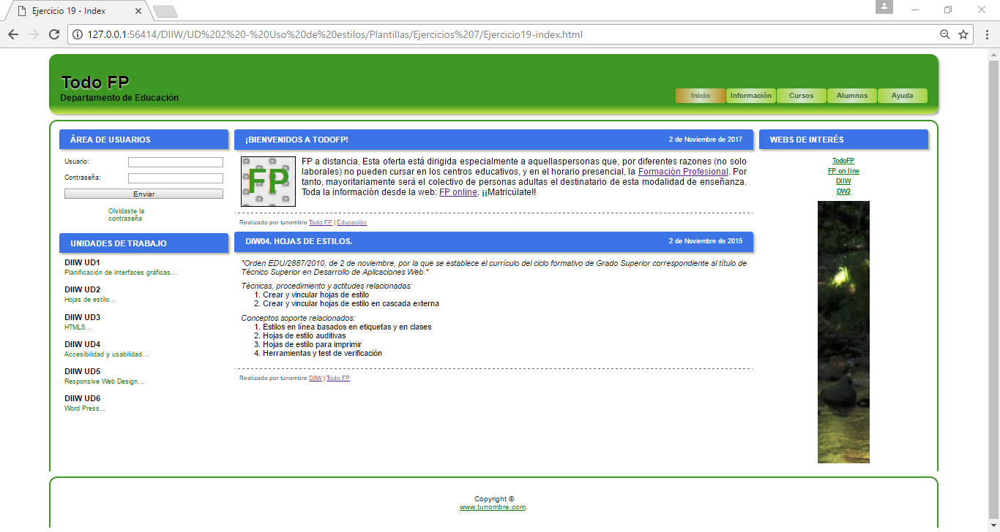 Ejercicio 19 - Index
127.0.0.1:56414/DIIW/UD%202%20-%20Uso%20de%20estilos/Plantillas/Ejercicios%207/Ejercicio19-index.html
Todo FP
Departamento de Educación
Inicio Información Cursos Alumnos Ayuda
ÁREA DE USUARIOS
Usuario:
Contraseña:
Enviar
Olvidaste la
contraseña
UNIDADES DE TRABAJO
DIIW UD1
Planificación de interfaces gráficas...
DIIW UD2
Hojas de estilo...
DIIW UD3
HTML5...
DIIW UD4
Accesibilidad y usabilidad...
DIIW UD5
Responsive Web Design...
DIIW UD6
Word Press...
¡BIENVENIDOS A TODOFP! 2 de Noviembre de 2017
FP
FP a distancia. Esta oferta está dirigida especialmente a aquellaspersonas que, por diferentes razones (no solo
laborales) no pueden cursar en los centros educativos, y en el horario presencial, la Formación Profesional. Por
tanto, mayoritariamente será el colectivo de personas adultas el destinatario de esta modalidad de enseñanza.
Toda la información desde la web: FP online. ¡¡Matricúlate!!
Realizado por tunombre Todo FP | Educación
DIW04. HOJAS DE ESTILOS. 2 de Noviembre de 2015
"Orden EDU/2887/2010, de 2 de noviembre, por la que se establece el currículo del ciclo formativo de Grado Superior correspondiente al título de
Técnico Superior en Desarrollo de Aplicaciones Web."
Técnicas, procedimiento y actitudes relacionadas:
1. Crear y vincular hojas de estilo
2. Crear y vincular hojas de estilo en cascada externa
Conceptos soporte relacionados:
1. Estilos en línea basados en etiquetas y en clases
2. Hojas de estilo auditivas
3. Hojas de estilo para imprimir
4. Herramientas y test de verificación
Realizado por tunombre DIIW | Todo FP
WEBS DE INTERÉS
TodoFP
FP on line
DIIW
DW2
Copyright ©
www.tunombre.com.